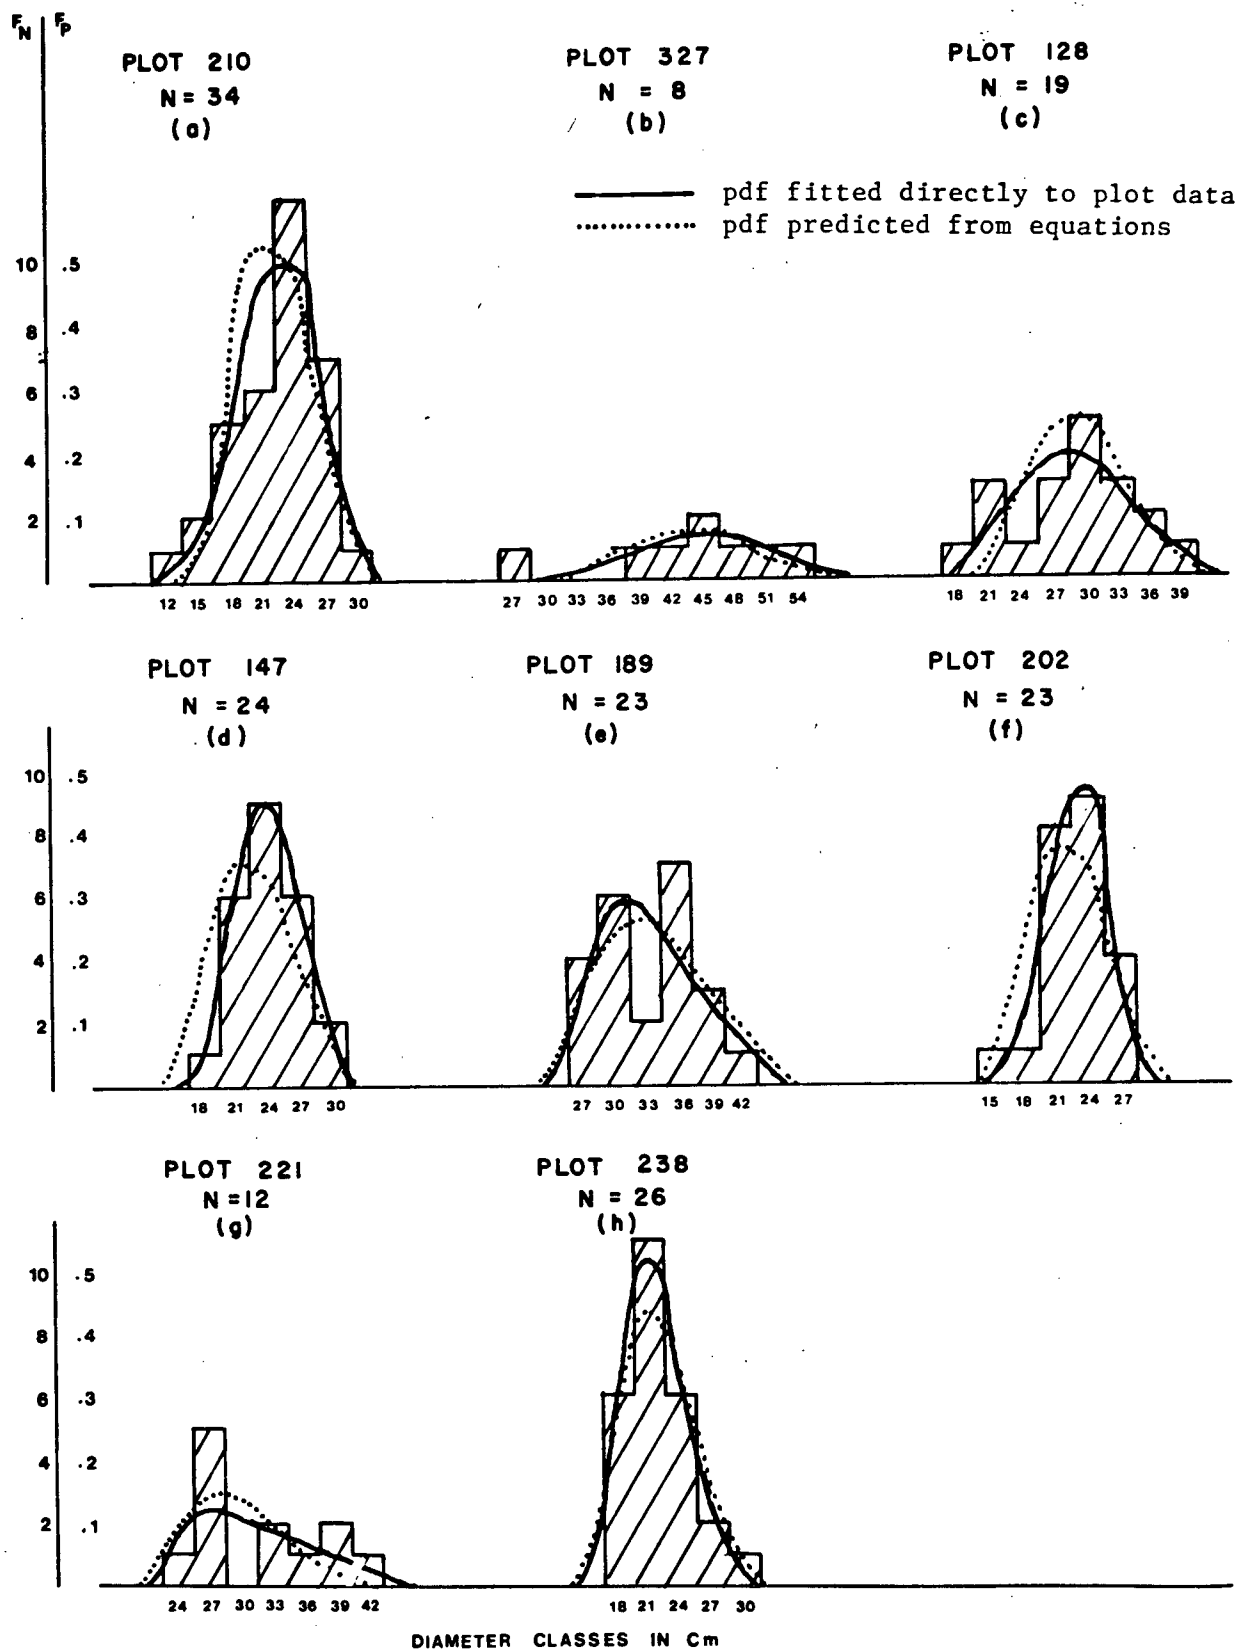 FN FP
PLOT 210
N = 34
(a)
PLOT 327
N = 8
(b)
PLOT 128
N = 19
(c)
pdf fitted directly to plot data
pdf predicted from equations
10 .5
8 .4
6 .3
4 .2
2 .1
12 15 18 21 24 27 30
27 30 33 36 39 42 45 48 51 54
18 21 24 27 30 33 36 39
PLOT 147
N = 24
(d)
PLOT 189
N = 23
(e)
PLOT 202
N = 23
(f)
10 .5
8 .4
6 .3
4 .2
2 .1
18 21 24 27 30
27 30 33 36 39 42
15 18 21 24 27
PLOT 221
N =12
(g)
PLOT 238
N = 26
(h)
10 .5
8 .4
6 .3
4 .2
2 .1
24 27 30 33 36 39 42
18 21 24 27 30
DIAMETER CLASSES IN Cm